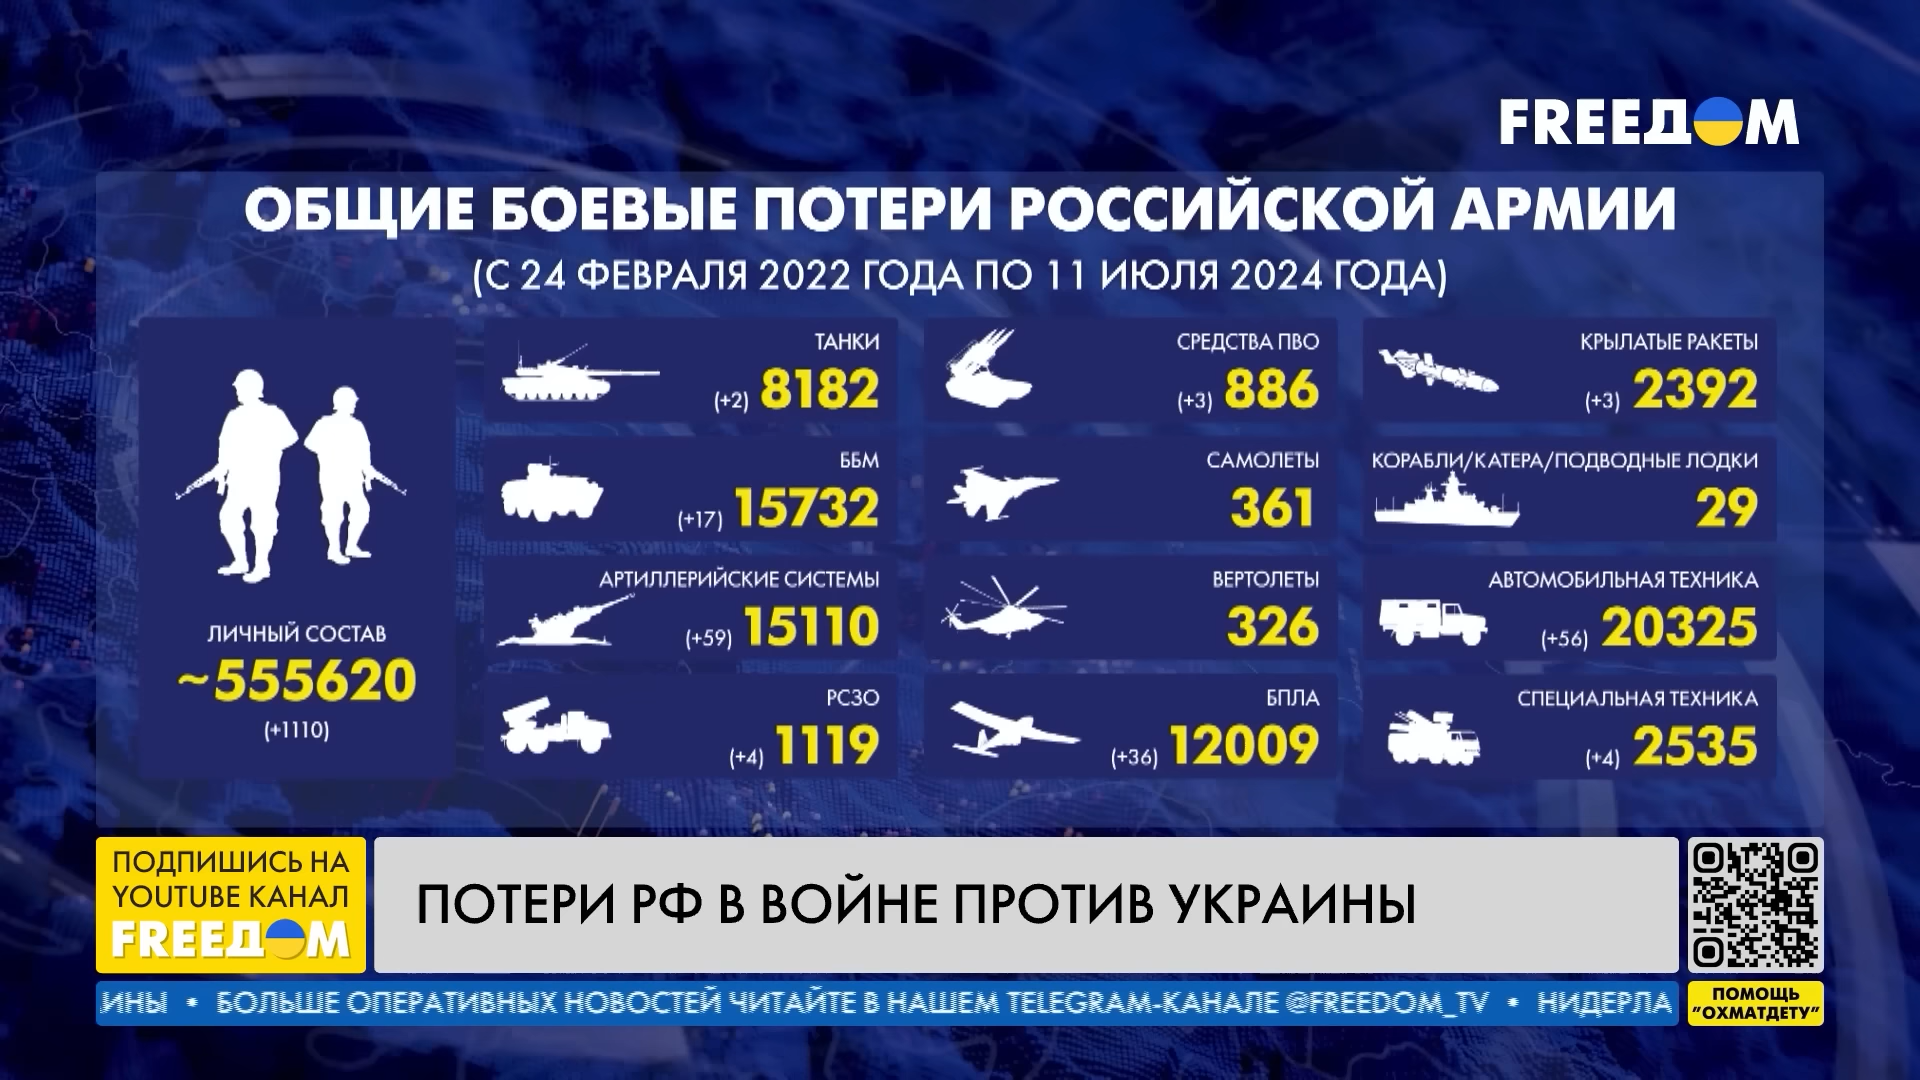 FREEДOM
ОБЩИЕ БОЕВЫЕ ПОТЕРИ РОССИЙСКОЙ АРМИИ
(С 24 ФЕВРАЛЯ 2022 ГОДА ПО 11 ИЮЛЯ 2024 ГОДА)
ЛИЧНЫЙ СОСТАВ
~555620
(+1110)
ТАНКИ
(+2) 8182
ББМ
(+17) 15732
АРТИЛЛЕРИЙСКИЕ СИСТЕМЫ
(+59) 15110
РСЗО
(+4) 1119
СРЕДСТВА ПВО
(+3) 886
САМОЛЕТЫ
361
ВЕРТОЛЕТЫ
326
БПЛА
(+36) 12009
КРЫЛАТЫЕ РАКЕТЫ
(+3) 2392
КОРАБЛИ/КАТЕРА/ПОДВОДНЫЕ ЛОДКИ
29
АВТОМОБИЛЬНАЯ ТЕХНИКА
(+56) 20325
СПЕЦИАЛЬНАЯ ТЕХНИКА
(+4) 2535
ПОДПИШИСЬ НА
YOUTUBE КАНАЛ
FREEДOM
ПОТЕРИ РФ В ВОЙНЕ ПРОТИВ УКРАИНЫ
ИНЫ • БОЛЬШЕ ОПЕРАТИВНЫХ НОВОСТЕЙ ЧИТАЙТЕ В НАШЕМ TELEGRAM-КАНАЛЕ @FREEDOM_TV • НИДЕРЛА
ПОМОЩЬ
"ОХМАТДЕТУ"